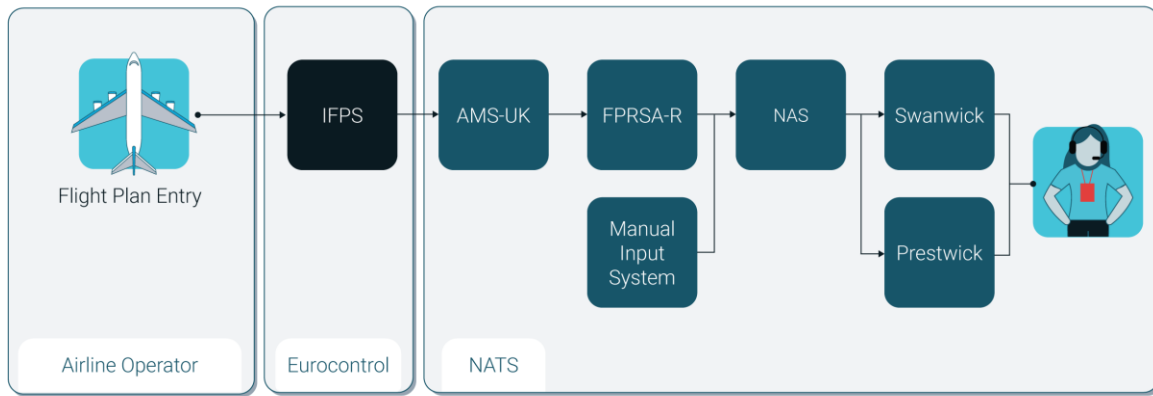 Flight Plan Entry
IFPS
AMS-UK
FPRSA-R
Manual
Input
System
NAS
Swanwick
Prestwick
Airline Operator
Eurocontrol
NATS